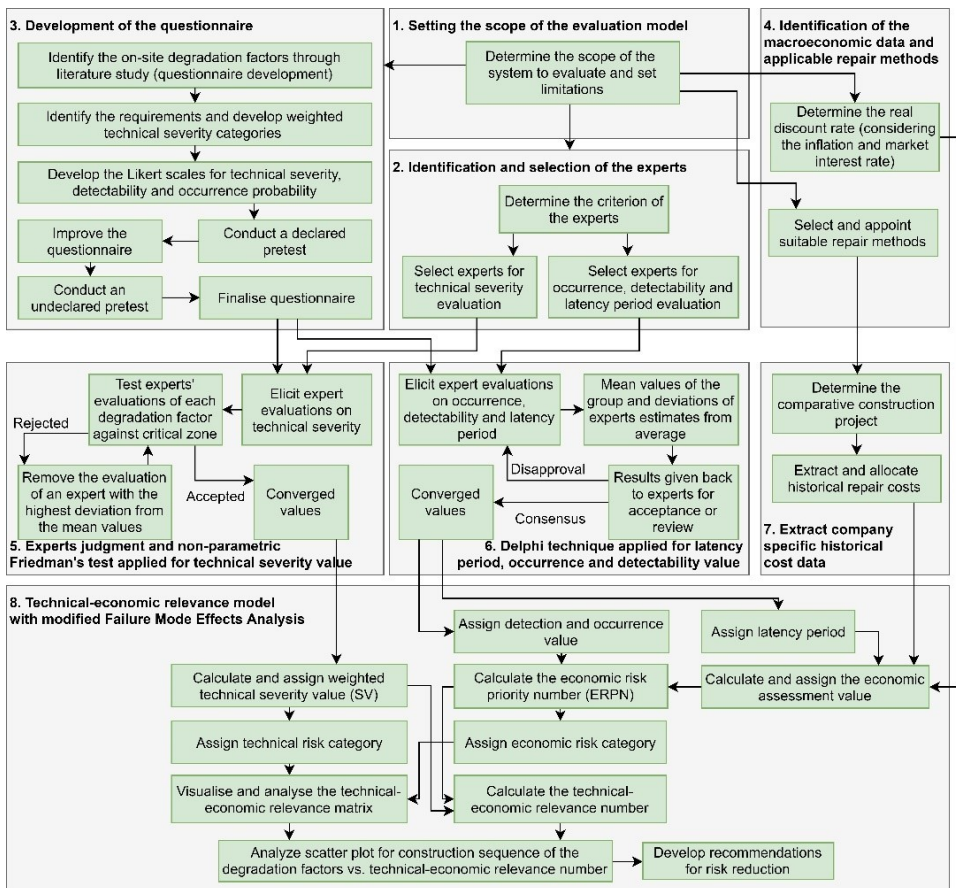 3. Development of the questionnaire
Identify the on-site degradation factors through
literature study (questionnaire development)
Identify the requirements and develop weighted
technical severity categories
Develop the Likert scales for technical severity,
detectability and occurrence probability
Improve the
questionnaire
Conduct a declared
pretest
Conduct an
undeclared pretest
Finalise questionnaire
1. Setting the scope of the evaluation model
Determine the scope of the
system to evaluate and set
limitations
2. Identification and selection of the experts
Determine the criterion of
the experts
Select experts for
technical severity
evaluation
Select experts for
occurrence, detectability and
latency period evaluation
4. Identification of the
macroeconomic data and
applicable repair methods
Determine the real
discount rate (considering
the inflation and market
interest rate)
Select and appoint
suitable repair methods
Test experts'
evaluations of each
degradation factor
against critical zone
Elicit expert
evaluations on
technical severity
Rejected
Remove the evaluation
of an expert with the
highest deviation from
the mean values
Accepted
Converged
values
5. Experts judgment and non-parametric
Friedman's test applied for technical severity value
Elicit expert evaluations
on occurrence,
detectability and latency
period
Mean values of the
group and deviations of
experts estimates from
average
Disapproval
Converged
values
Consensus
Results given back
to experts for
acceptance or
review
6. Delphi technique applied for latency
period, occurrence and detectability value
Determine the
comparative construction
project
Extract and allocate
historical repair costs
7. Extract company
specific historical
cost data
8. Technical-economic relevance model
with modified Failure Mode Effects Analysis
Assign detection and occurrence
value
Assign latency period
Calculate and assign weighted
technical severity value (SV)
Calculate the economic risk
priority number (ERPN)
Calculate and assign the economic
assessment value
Assign technical risk category
Assign economic risk category
Visualise and analyse the technical-
economic relevance matrix
Calculate the technical-
economic relevance number
Analyze scatter plot for construction sequence of the
degradation factors vs. technical-economic relevance number
Develop recommendations
for risk reduction